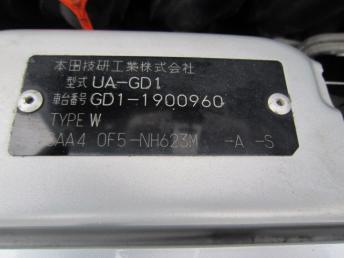 本田技研工業株式会社
型式 UA-GD1
車台番号 GD1-1900960
TYPE W
SAA4 0F5-NH623M -A -S